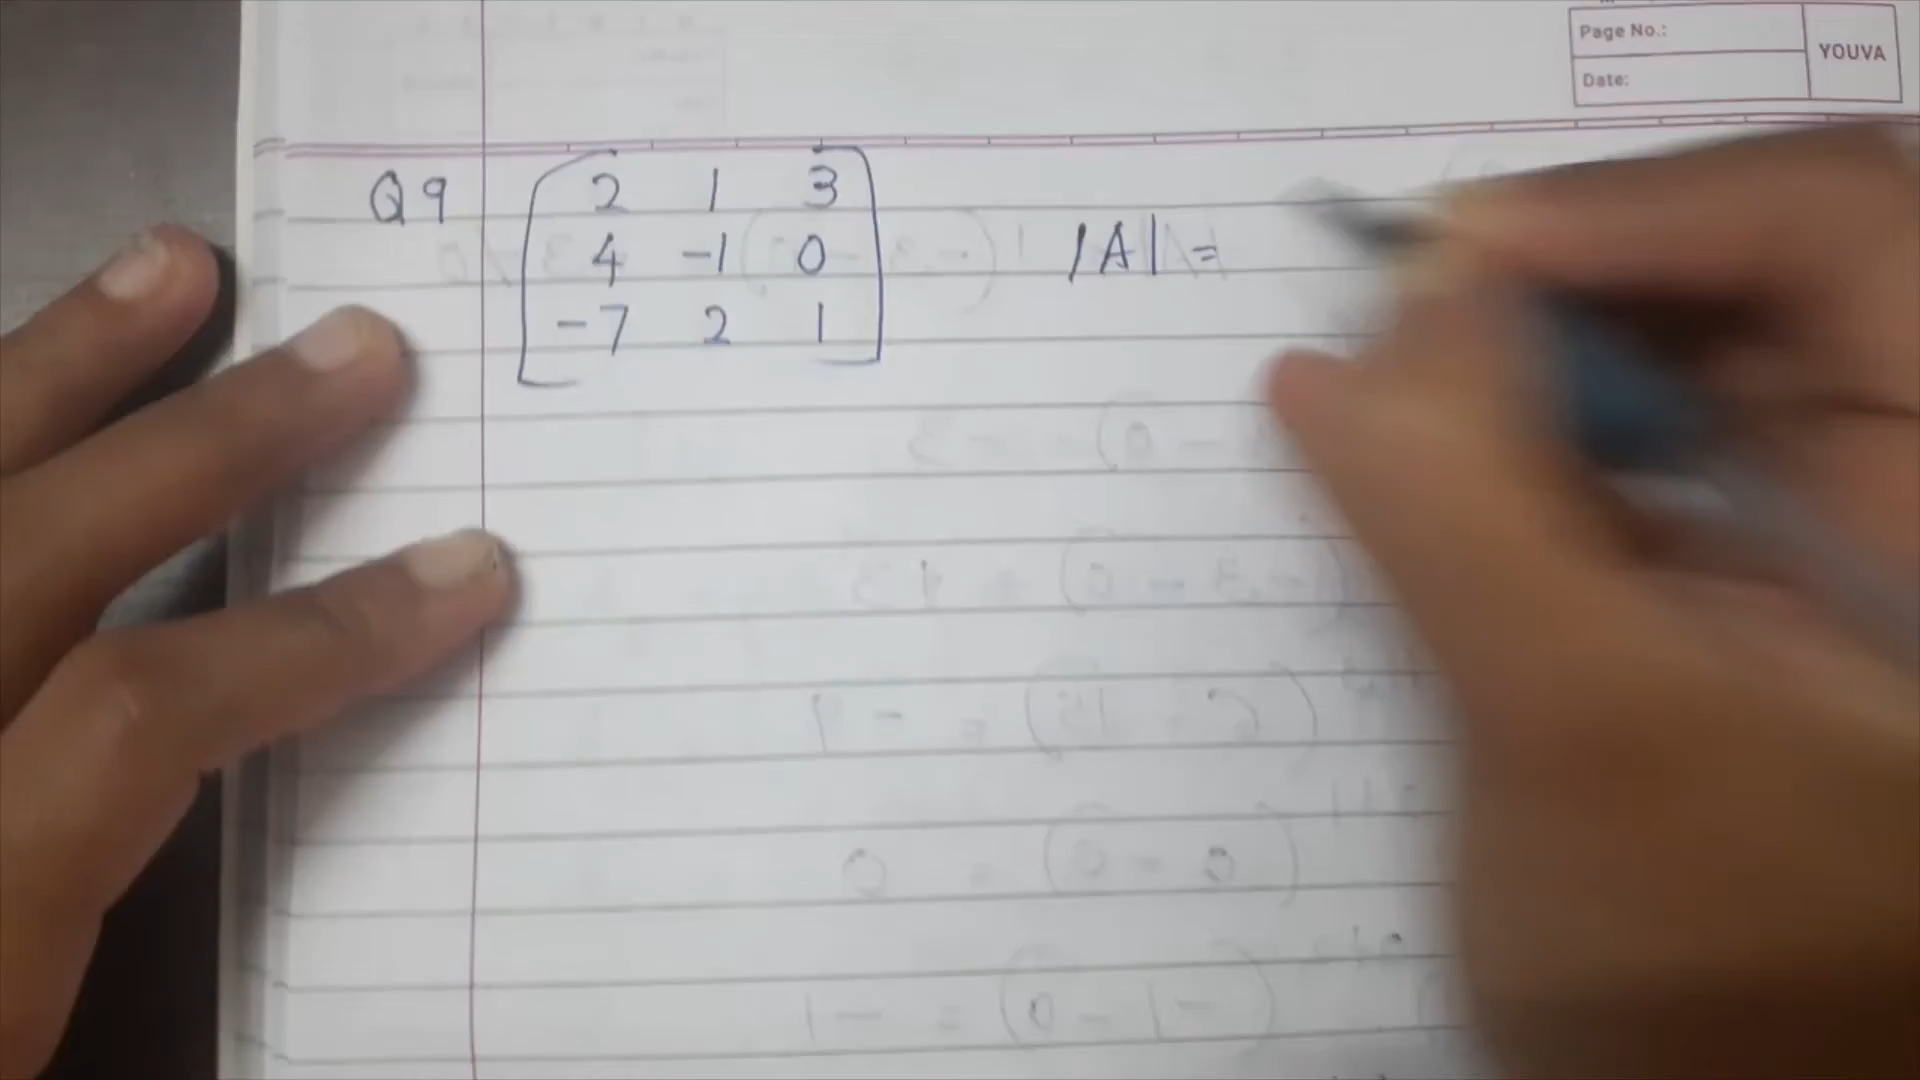 Page No.:
YOUVA
Date:
Q9 2 1 3
4 -1 0
-7 2 1
|A| =